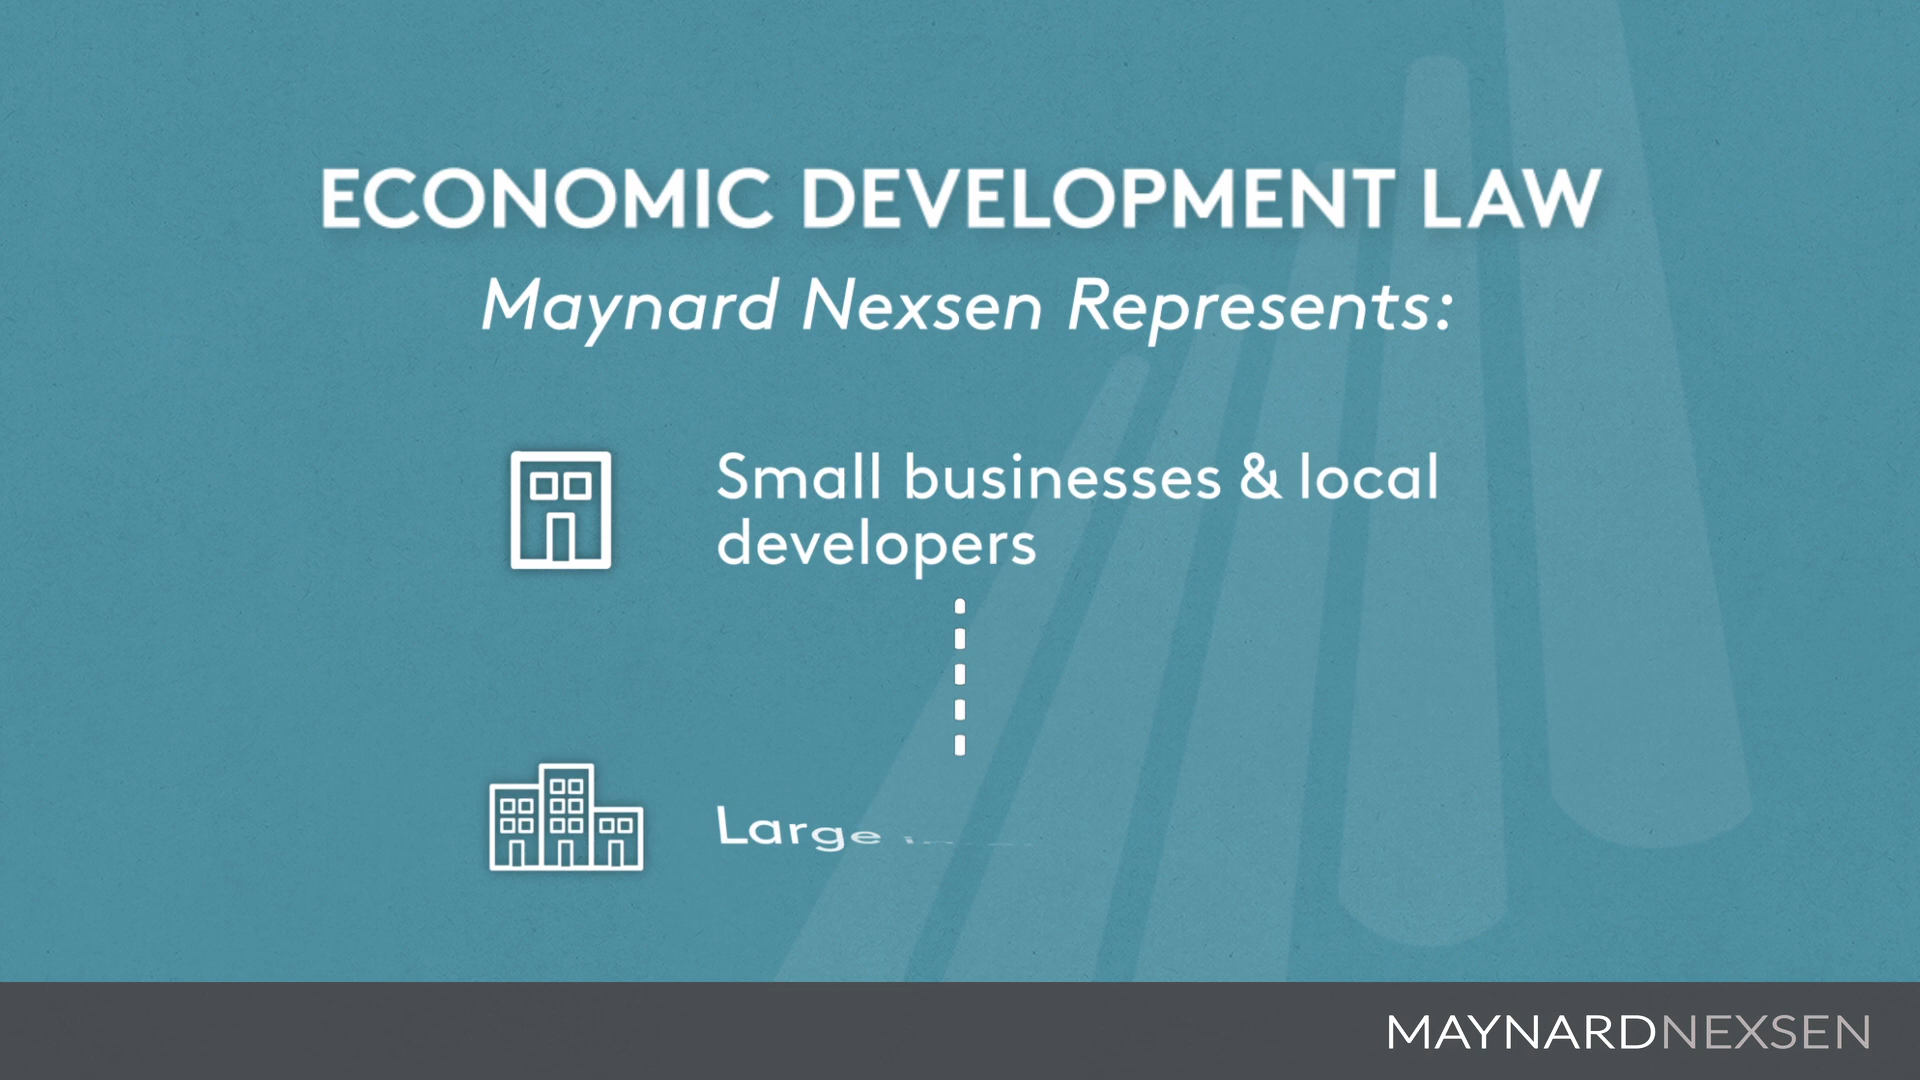 ECONOMIC DEVELOPMENT LAW
Maynard Nexsen Represents:
Small businesses & local
developers
Large
MAYNARDNEXSEN